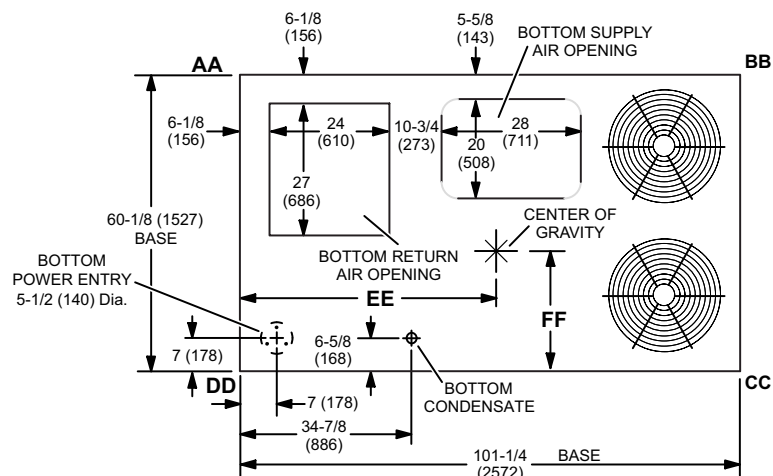 6-1/8
(156)
5-5/8
(143)
BOTTOM SUPPLY
AIR OPENING
AA
BB
6-1/8
(156)
24
(610)
10-3/4
(273)
28
(711)
20
(508)
27
(686)
60-1/8 (1527)
BASE
CENTER OF
GRAVITY
BOTTOM
POWER ENTRY
5-1/2 (140) Dia.
BOTTOM RETURN
AIR OPENING
EE
FF
7 (178)
6-5/8
(168)
DD
CC
7 (178)
BOTTOM
CONDENSATE
34-7/8
(886)
101-1/4
(2572)
BASE